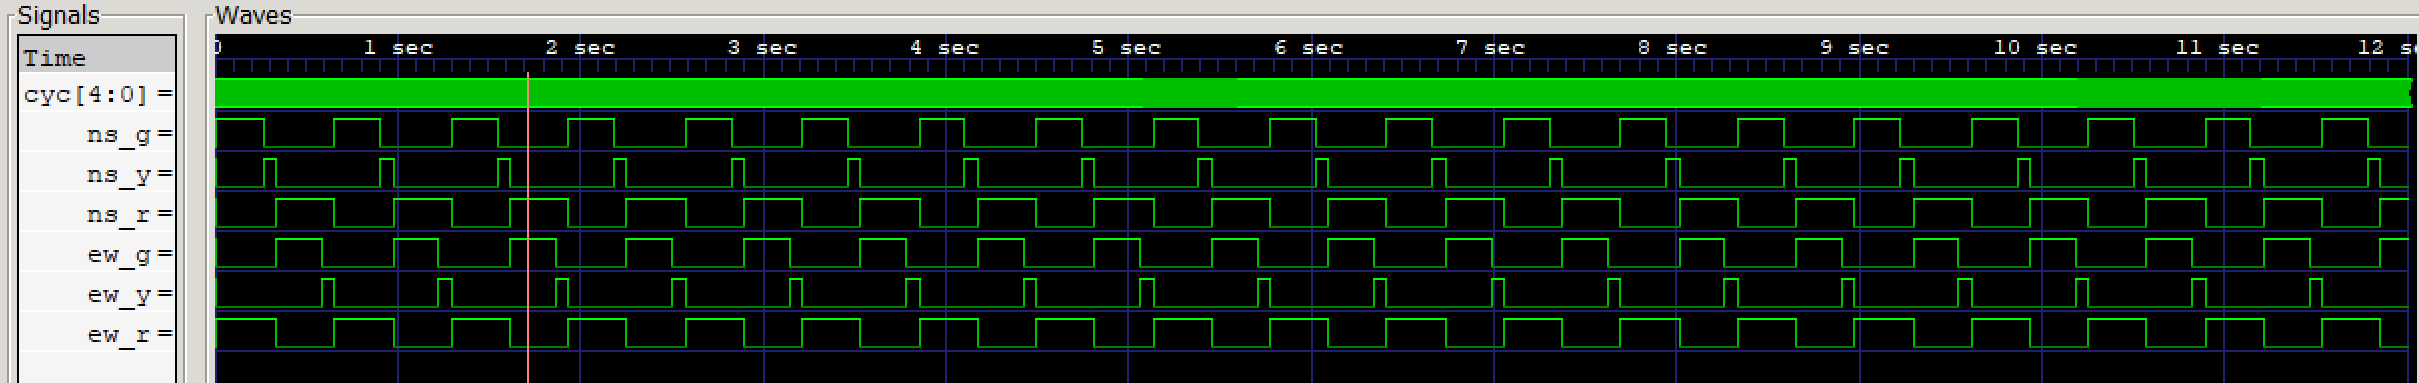 Signals
Waves
Time
0 1 sec 2 sec 3 sec 4 sec 5 sec 6 sec 7 sec 8 sec 9 sec 10 sec 11 sec 12 s
cyc[4:0] =
ns_g =
ns_y =
ns_r =
ew_g =
ew_y =
ew_r =